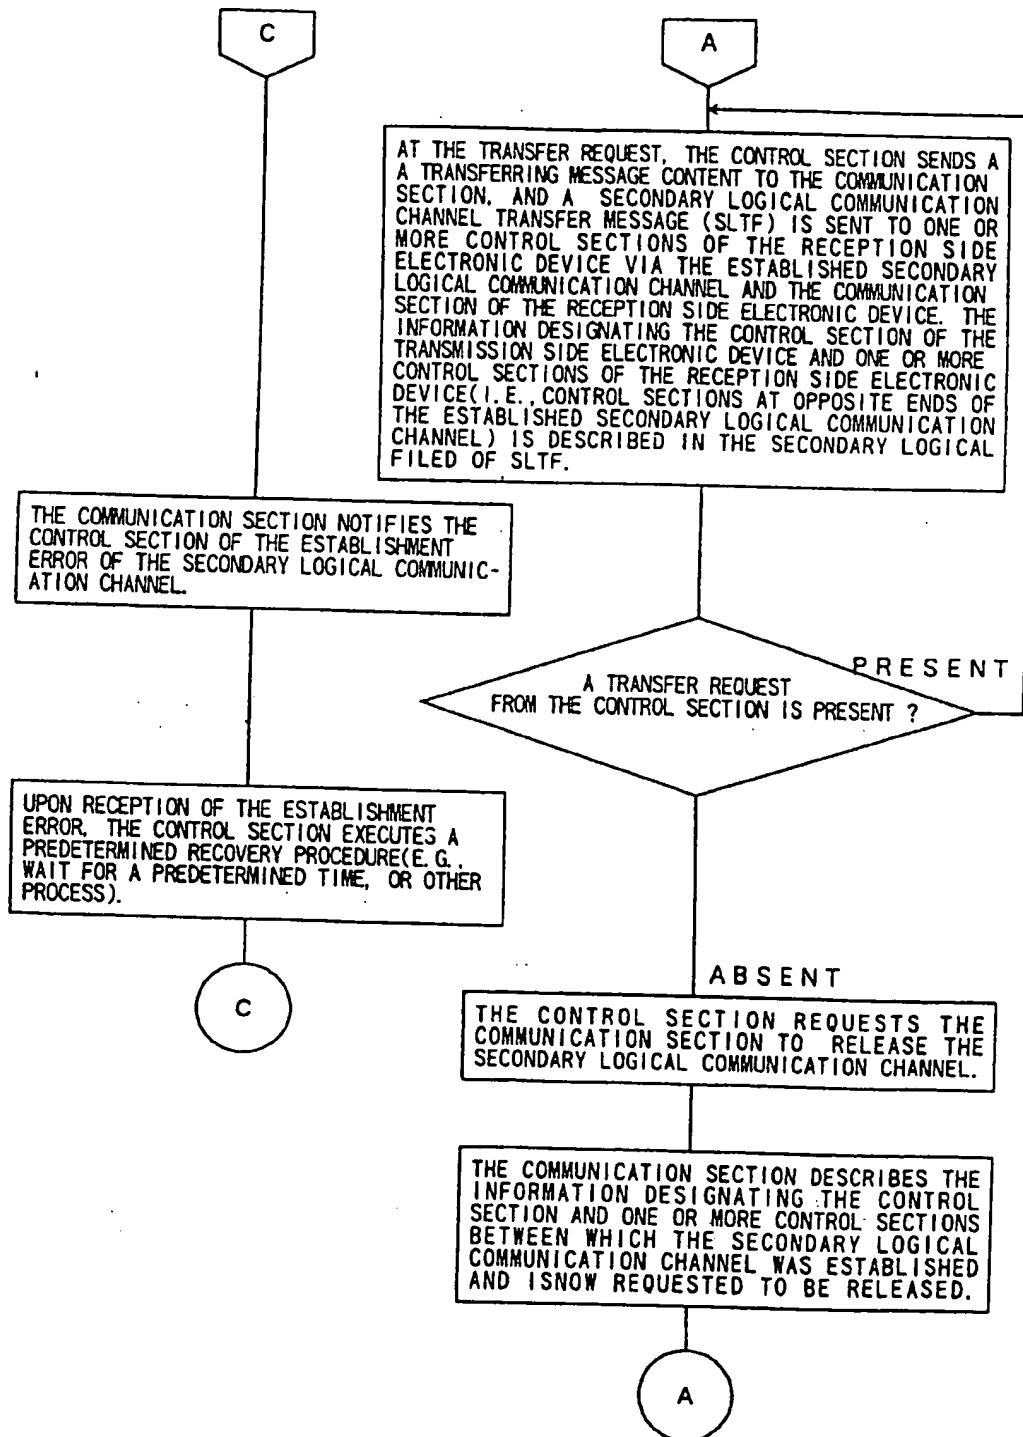 C
THE COMMUNICATION SECTION NOTIFIES THE
CONTROL SECTION OF THE ESTABLISHMENT
ERROR OF THE SECONDARY LOGICAL COMMUNIC-
ATION CHANNEL.
UPON RECEPTION OF THE ESTABLISHMENT
ERROR, THE CONTROL SECTION EXECUTES A
PREDETERMINED RECOVERY PROCEDURE(E.G.,
WAIT FOR A PREDETERMINED TIME, OR OTHER
PROCESS).
C
A
AT THE TRANSFER REQUEST, THE CONTROL SECTION SENDS A
A TRANSFERRING MESSAGE CONTENT TO THE COMMUNICATION
SECTION, AND A SECONDARY LOGICAL COMMUNICATION
CHANNEL TRANSFER MESSAGE (SLTF) IS SENT TO ONE OR
MORE CONTROL SECTIONS OF THE RECEPTION SIDE
ELECTRONIC DEVICE VIA THE ESTABLISHED SECONDARY
LOGICAL COMMUNICATION CHANNEL AND THE COMMUNICATION
SECTION OF THE RECEPTION SIDE ELECTRONIC DEVICE. THE
INFORMATION DESIGNATING THE CONTROL SECTION OF THE
TRANSMISSION SIDE ELECTRONIC DEVICE AND ONE OR MORE
CONTROL SECTIONS OF THE RECEPTION SIDE ELECTRONIC
DEVICE(I.E., CONTROL SECTIONS AT OPPOSITE ENDS OF
THE ESTABLISHED SECONDARY LOGICAL COMMUNICATION
CHANNEL) IS DESCRIBED IN THE SECONDARY LOGICAL
FILED OF SLTF.
A TRANSFER REQUEST
FROM THE CONTROL SECTION IS PRESENT ?
PRESENT
ABSENT
THE CONTROL SECTION REQUESTS THE
COMMUNICATION SECTION TO RELEASE THE
SECONDARY LOGICAL COMMUNICATION CHANNEL.
THE COMMUNICATION SECTION DESCRIBES THE
INFORMATION DESIGNATING THE CONTROL
SECTION AND ONE OR MORE CONTROL SECTIONS
BETWEEN WHICH THE SECONDARY LOGICAL
COMMUNICATION CHANNEL WAS ESTABLISHED
AND ISNOW REQUESTED TO BE RELEASED.
A